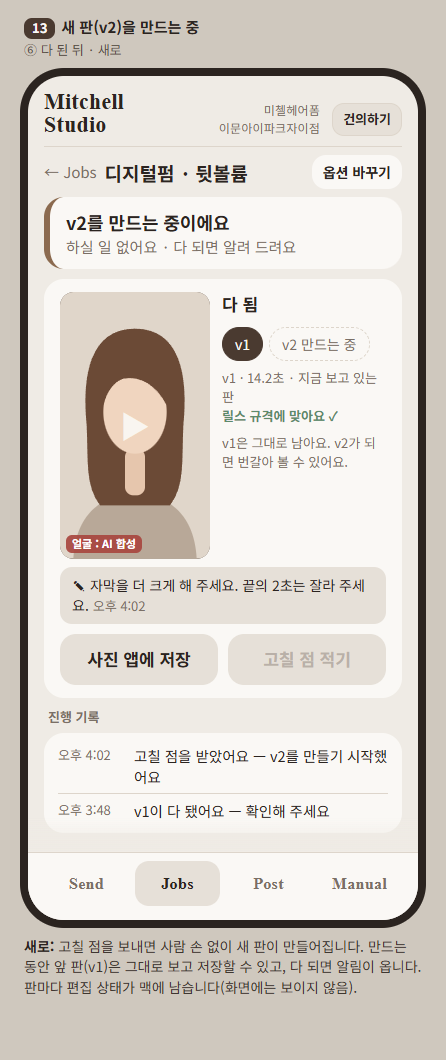 13 새 판(v2)을 만드는 중
⑥ 다 된 뒤 · 새로
Mitchell
Studio
미쳴헤어폼
이문아이파크자이점
건의하기
← Jobs 디지털펌 · 뒷볼륨
옵션 바꾸기
v2를 만드는 중이에요
하실 일 없어요 · 다 되면 알려 드려요
다 됨
v1
v2 만드는 중
v1 · 14.2초 · 지금 보고 있는
판
릴스 규격에 맞아요 ✓
v1은 그대로 남아요. v2가 되
면 번갈아 볼 수 있어요.
얼굴 : AI 합성
✏ 자막을 더 크게 해 주세요. 끝의 2초는 잘라 주세
요. 오후 4:02
사진 앱에 저장
고칠 점 적기
진행 기록
오후 4:02 고칠 점을 받았어요 — v2를 만들기 시작했
어요
오후 3:48 v1이 다 됐어요 — 확인해 주세요
Send
Jobs
Post
Manual
새로: 고칠 점을 보내면 사람 손 없이 새 판이 만들어집니다. 만드는
동안 앞 판(v1)은 그대로 보고 저장할 수 있고, 다 되면 알림이 옵니다.
판마다 편집 상태가 맥에 남습니다(화면에는 보이지 않음).